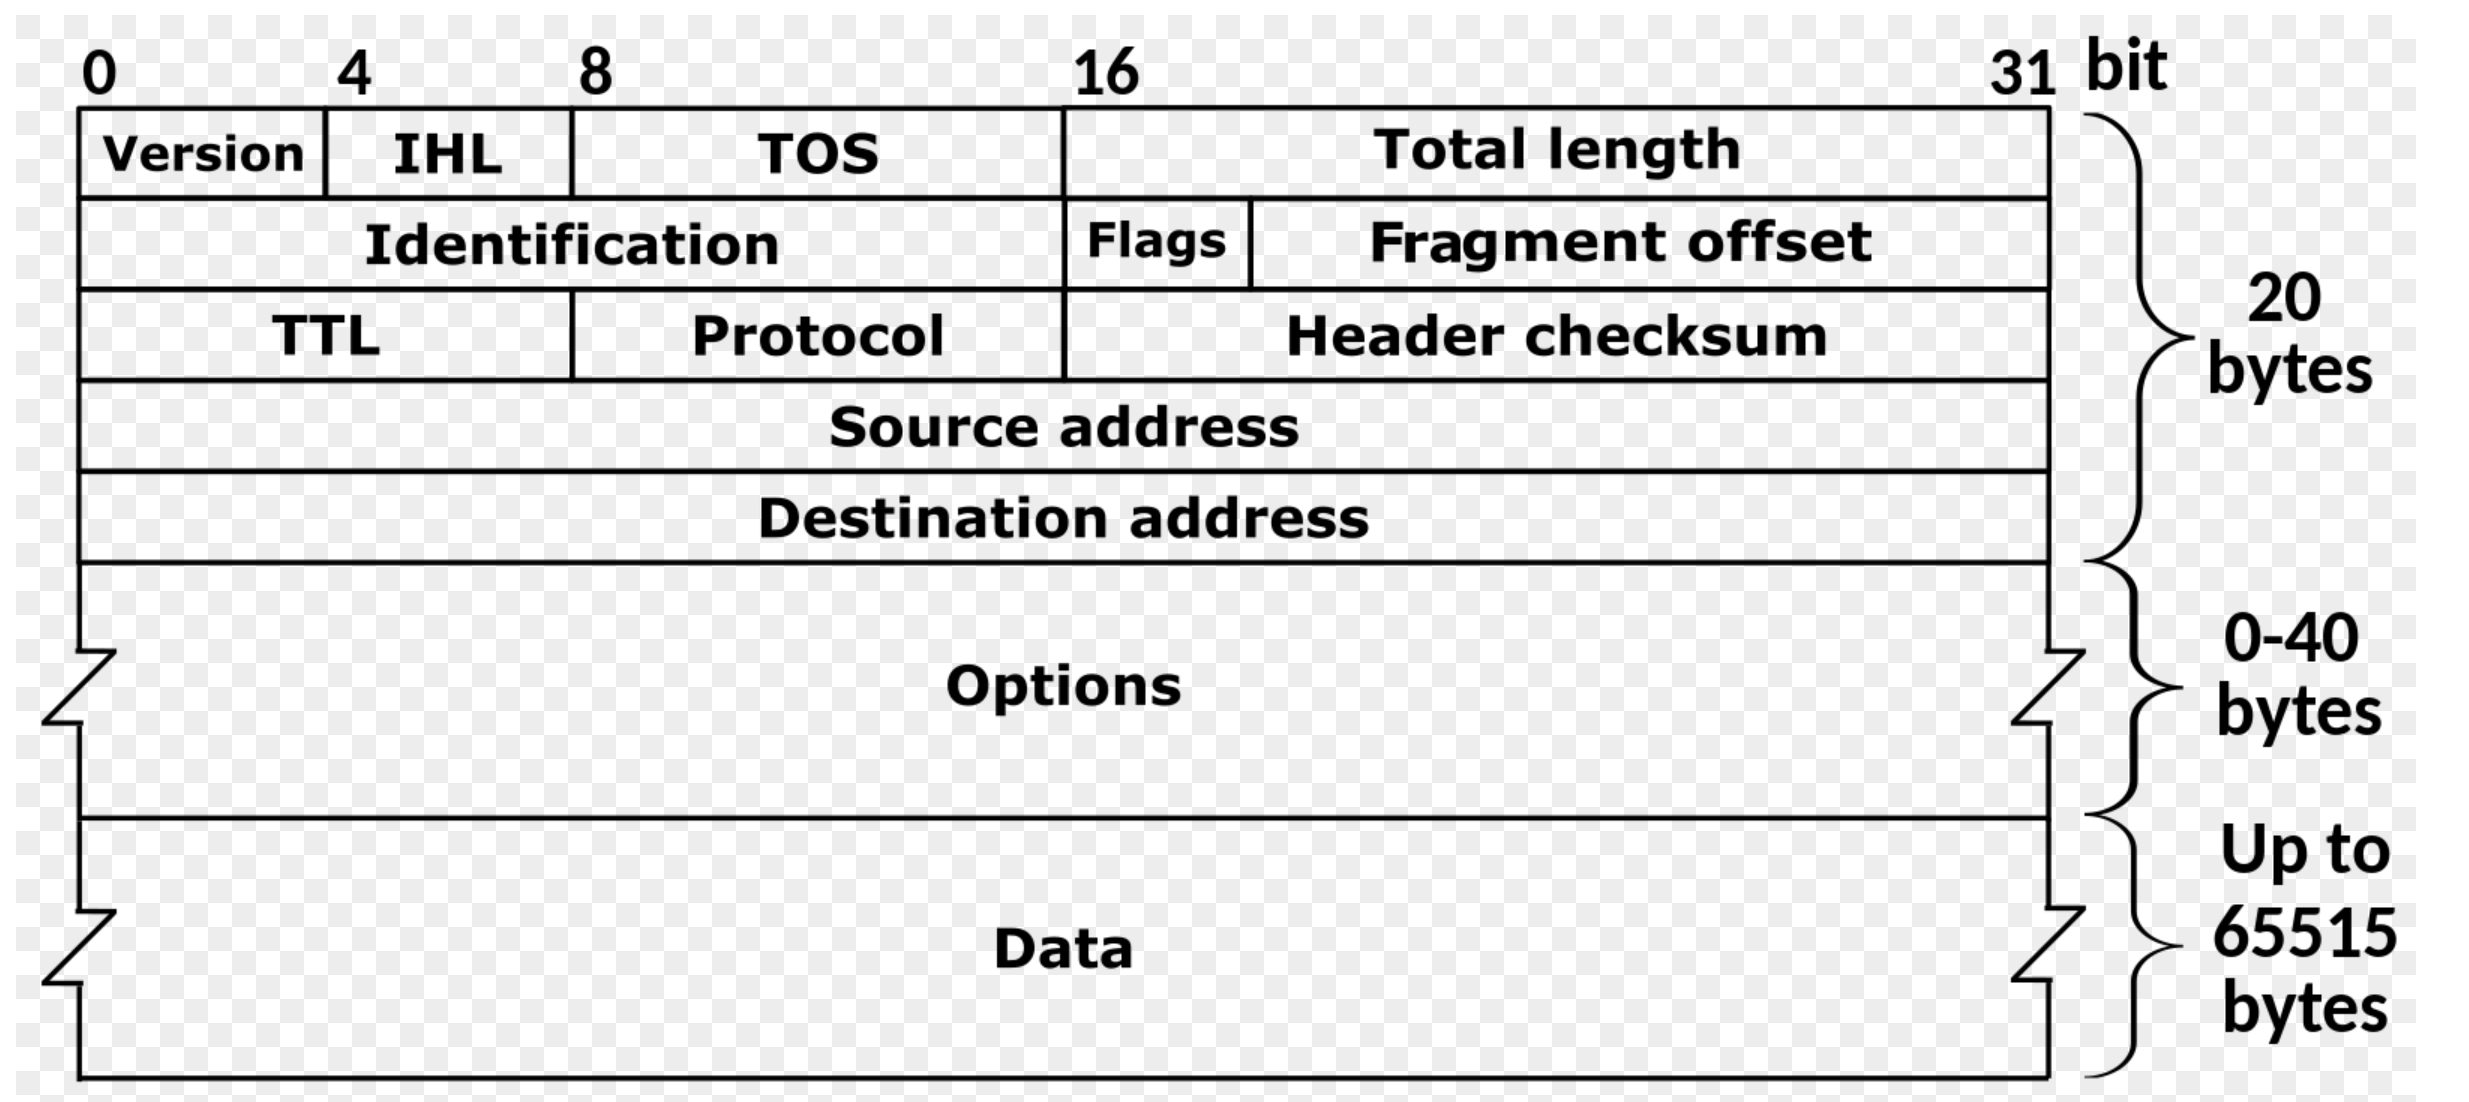 0 4 8 16 31 bit
Version IHL TOS Total length
Identification Flags Fragment offset
TTL Protocol Header checksum
Source address
Destination address
20
bytes
Options
0-40
bytes
Data
Up to
65515
bytes